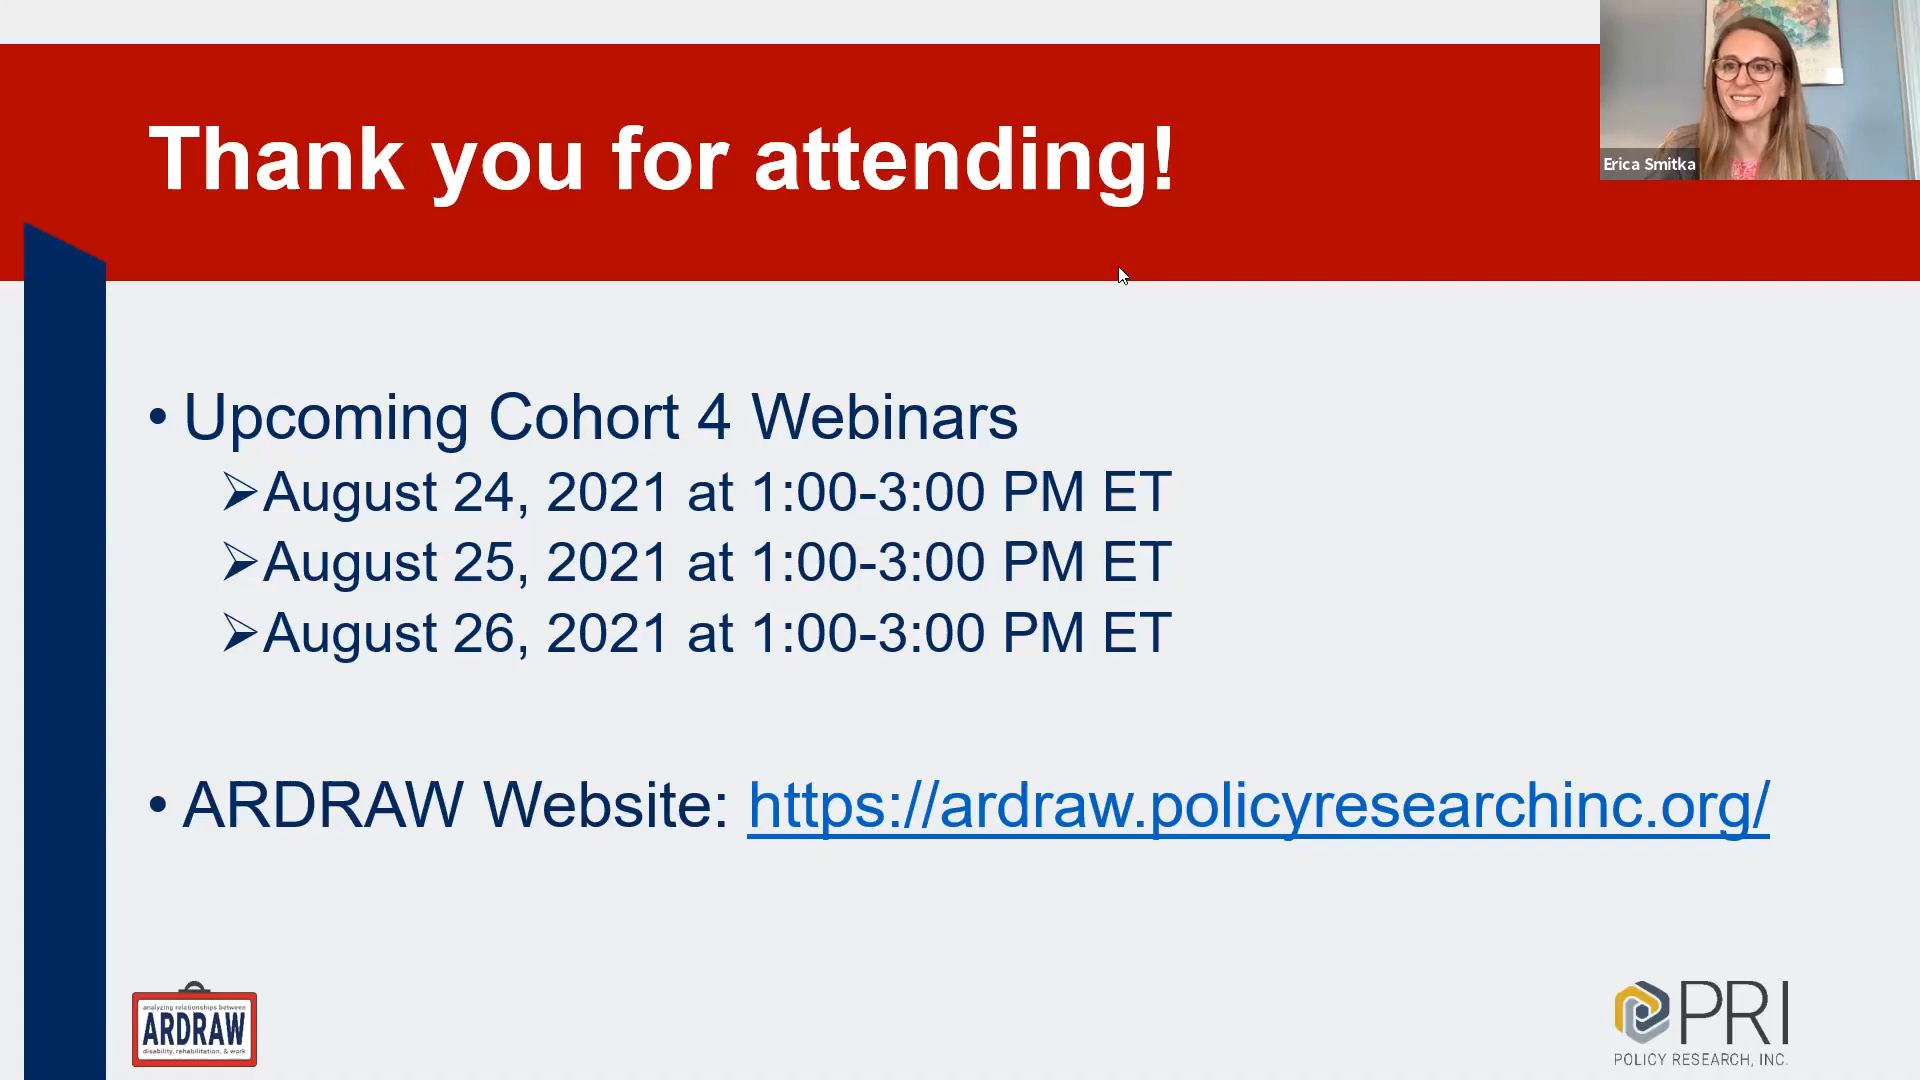 Thank you for attending!
Erica Smitka
• Upcoming Cohort 4 Webinars
➢August 24, 2021 at 1:00-3:00 PM ET
➢August 25, 2021 at 1:00-3:00 PM ET
➢August 26, 2021 at 1:00-3:00 PM ET
• ARDRAW Website: https://ardraw.policyresearchinc.org/
analyzing relationships between
ARDRAW
disability, rehabilitation, & work
PRI
POLICY RESEARCH, INC.